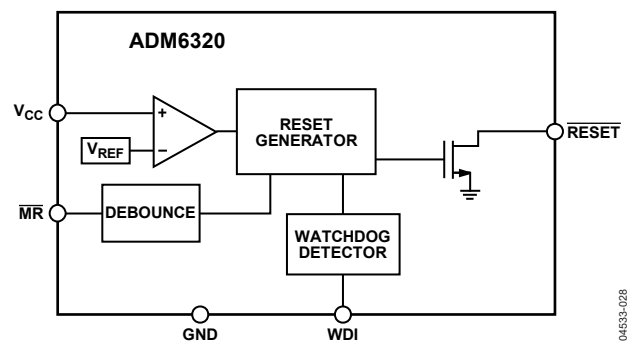 ADM6320
VCC
+
VREF
−
RESET
GENERATOR
RESET
MR
DEBOUNCE
WATCHDOG
DETECTOR
GND
WDI
04533-028